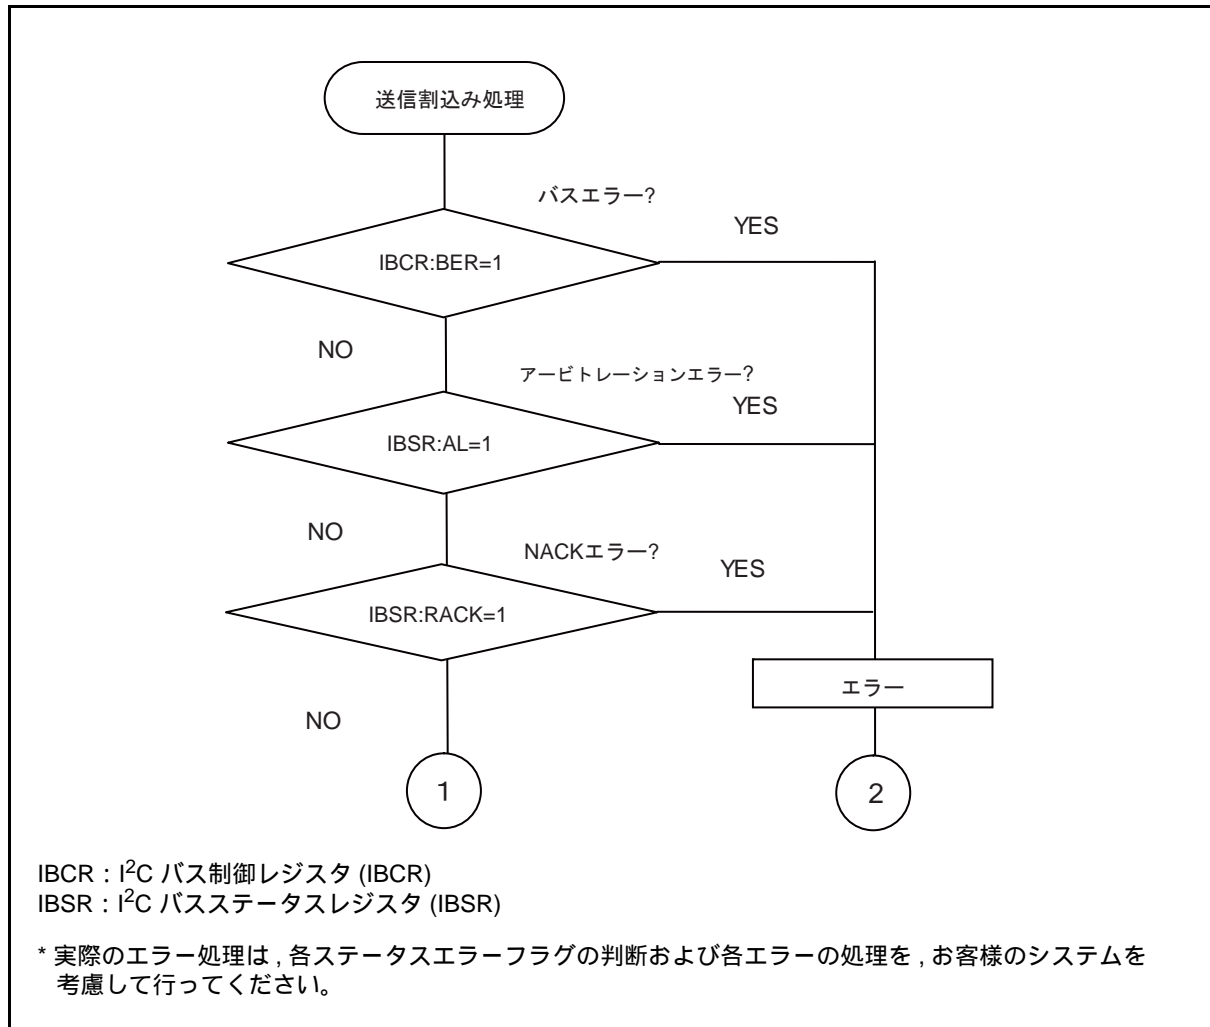 送信割込み処理
バスエラー?
YES
IBCR:BER=1
NO
アービトレーションエラー?
YES
IBSR:AL=1
NO
NACKエラー?
YES
IBSR:RACK=1
エラー
NO
1
2
IBCR : I²C バス制御レジスタ (IBCR)
IBSR : I²C バスステータスレジスタ (IBSR)
* 実際のエラー処理は , 各ステータスエラーフラグの判断および各エラーの処理を , お客様のシステムを
考慮して行ってください。